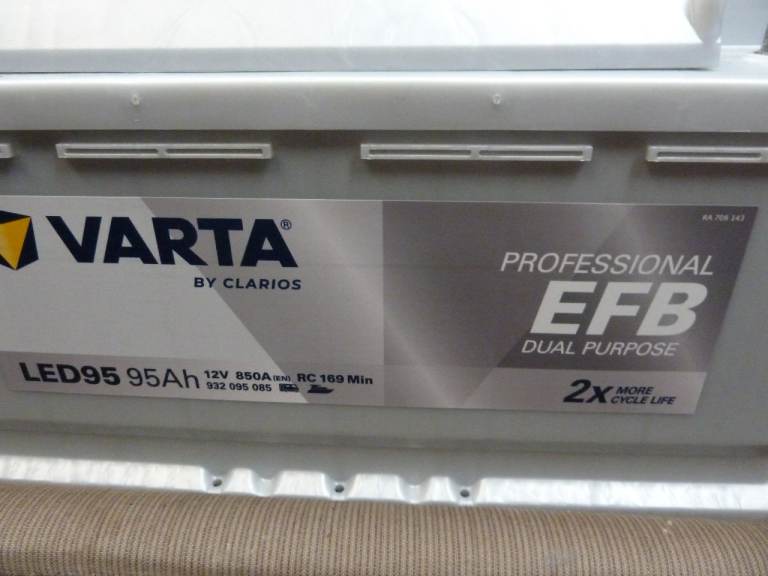 VARTA®
BY CLARIOS
LED95 95Ah 12V 850A (EN) RC 169 Min
932 095 085
KA 708 143
PROFESSIONAL
EFB
DUAL PURPOSE
2x MORE
CYCLE LIFE